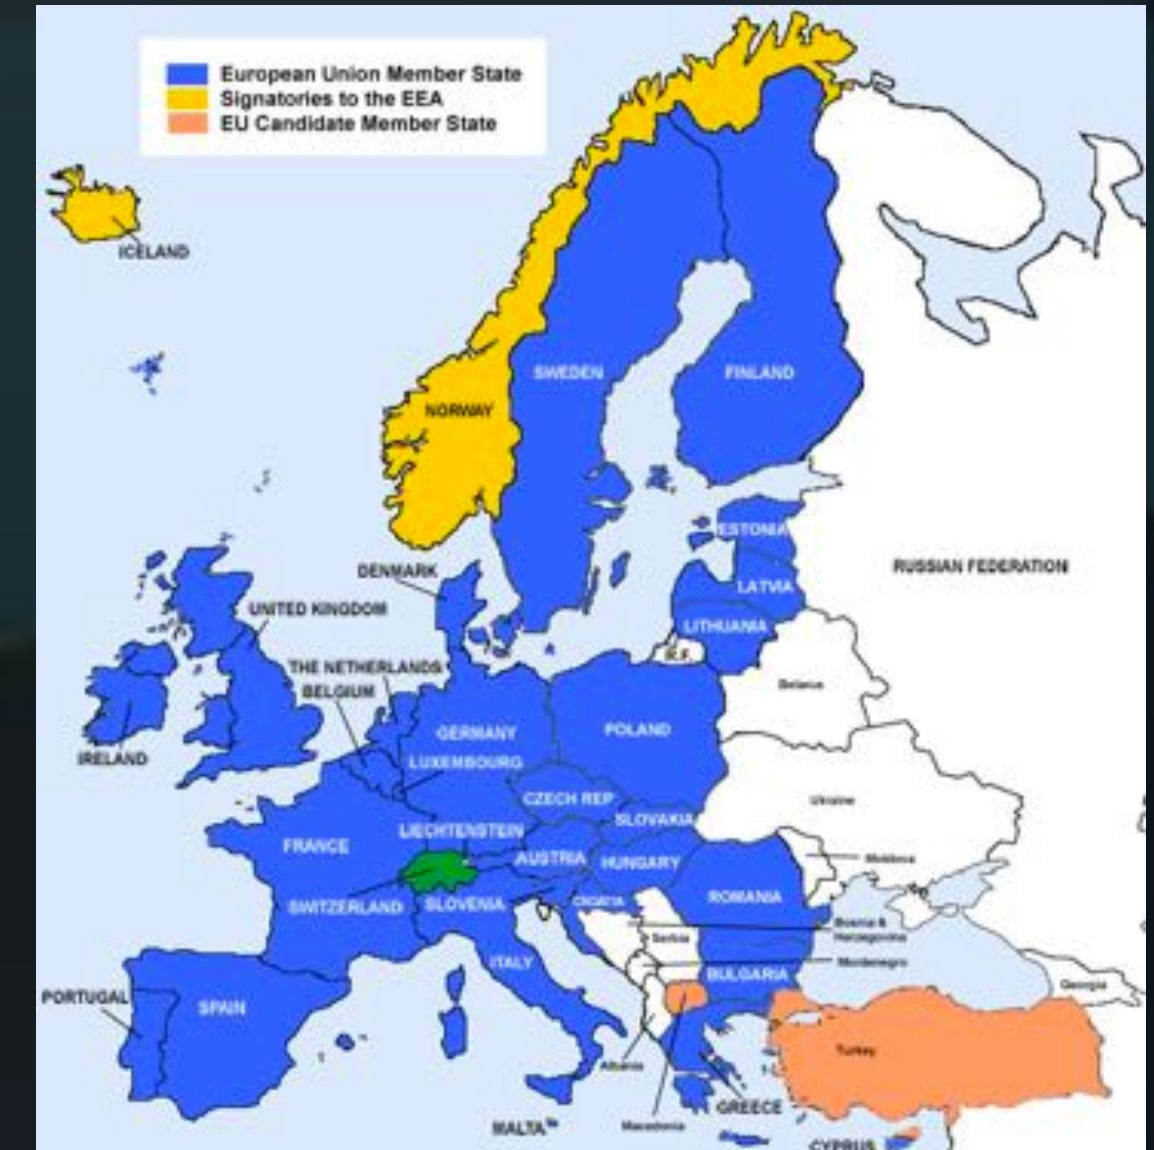 European Union Member State
Signatories to the EEA
EU Candidate Member State
ICELAND
SWEDEN
FINLAND
NORWAY
ESTONIA
RUSSIAN FEDERATION
DENMARK
LATVIA
UNITED KINGDOM
LITHUANIA
R.F.
THE NETHERLANDS
Belarus
BELGIUM
GERMANY
POLAND
IRELAND
LUXEMBOURG
CZECH REP
Ukraine
SLOVAKIA
LIECHTENSTEIN
FRANCE
AUSTRIA
HUNGARY
Moldova
ROMANIA
SWITZERLAND
SLOVENIA
CROATIA
Bosnia &
Herzegovina
Serbia
ITALY
Montenegro
BULGARIA
Georgia
PORTUGAL
SPAIN
Turkey
Albania
GREECE
MALTA
Macedonia
CYPRUS